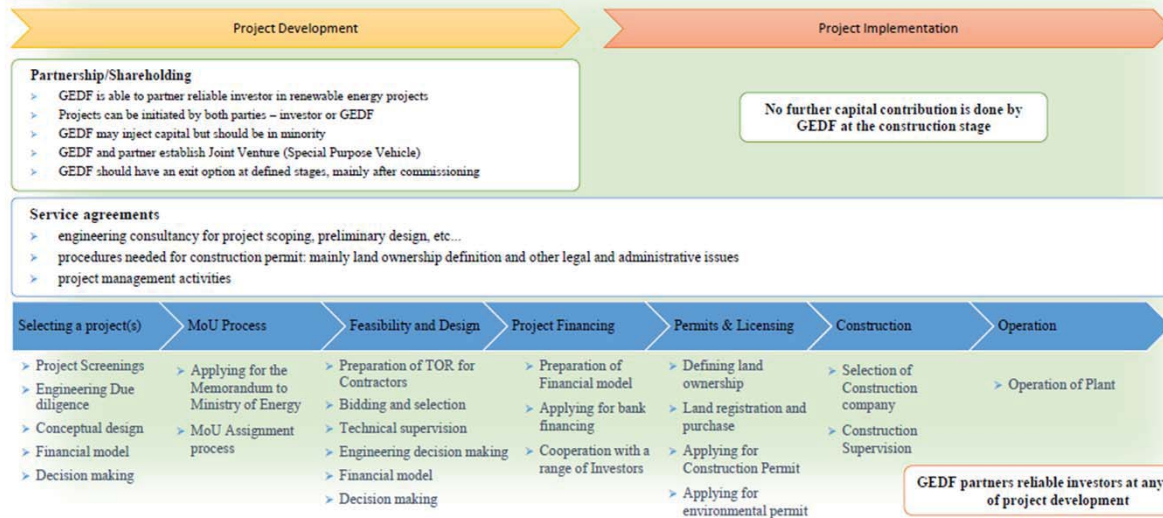 Project Development
Project Implementation
Partnership/Shareholding
GEDF is able to partner reliable investor in renewable energy projects
Projects can be initiated by both parties – investor or GEDF
GEDF may inject capital but should be in minority
GEDF and partner establish Joint Venture (Special Purpose Vehicle)
GEDF should have an exit option at defined stages, mainly after commissioning
No further capital contribution is done by
GEDF at the construction stage
Service agreements
engineering consultancy for project scoping, preliminary design, etc...
procedures needed for construction permit: mainly land ownership definition and other legal and administrative issues
project management activities
Selecting a project(s)
MoU Process
Feasibility and Design
Project Financing
Permits & Licensing
Construction
Operation
Project Screenings
Engineering Due
diligence
Conceptual design
Financial model
Decision making
Applying for the
Memorandum to
Ministry of Energy
MoU Assignment
process
Preparation of TOR for
Contractors
Bidding and selection
Technical supervision
Engineering decision making
Financial model
Decision making
Preparation of
Financial model
Applying for bank
financing
Cooperation with a
range of Investors
Defining land
ownership
Land registration and
purchase
Applying for
Construction Permit
Applying for
environmental permit
Selection of
Construction
company
Construction
Supervision
Operation of Plant
GEDF partners reliable investors at any
of project development